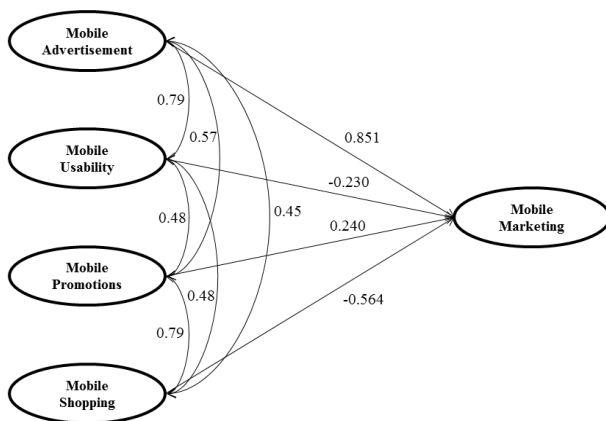 Mobile
Advertisement
0.79
0.57
0.851
Mobile
Usability
-0.230
0.48
0.45
Mobile
Marketing
0.240
Mobile
Promotions
0.48
-0.564
0.79
Mobile
Shopping